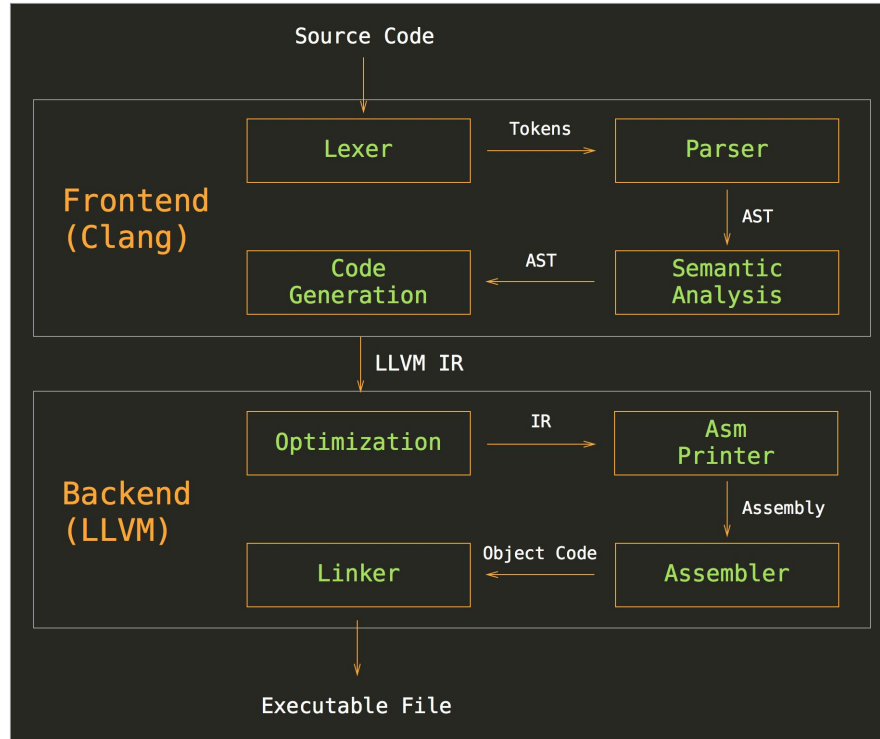 Source Code
Frontend
(Clang)
Lexer
Tokens
Parser
AST
Semantic
Analysis
AST
Code
Generation
LLVM IR
Backend
(LLVM)
Optimization
IR
Asm
Printer
Assembly
Assembler
Object Code
Linker
Executable File